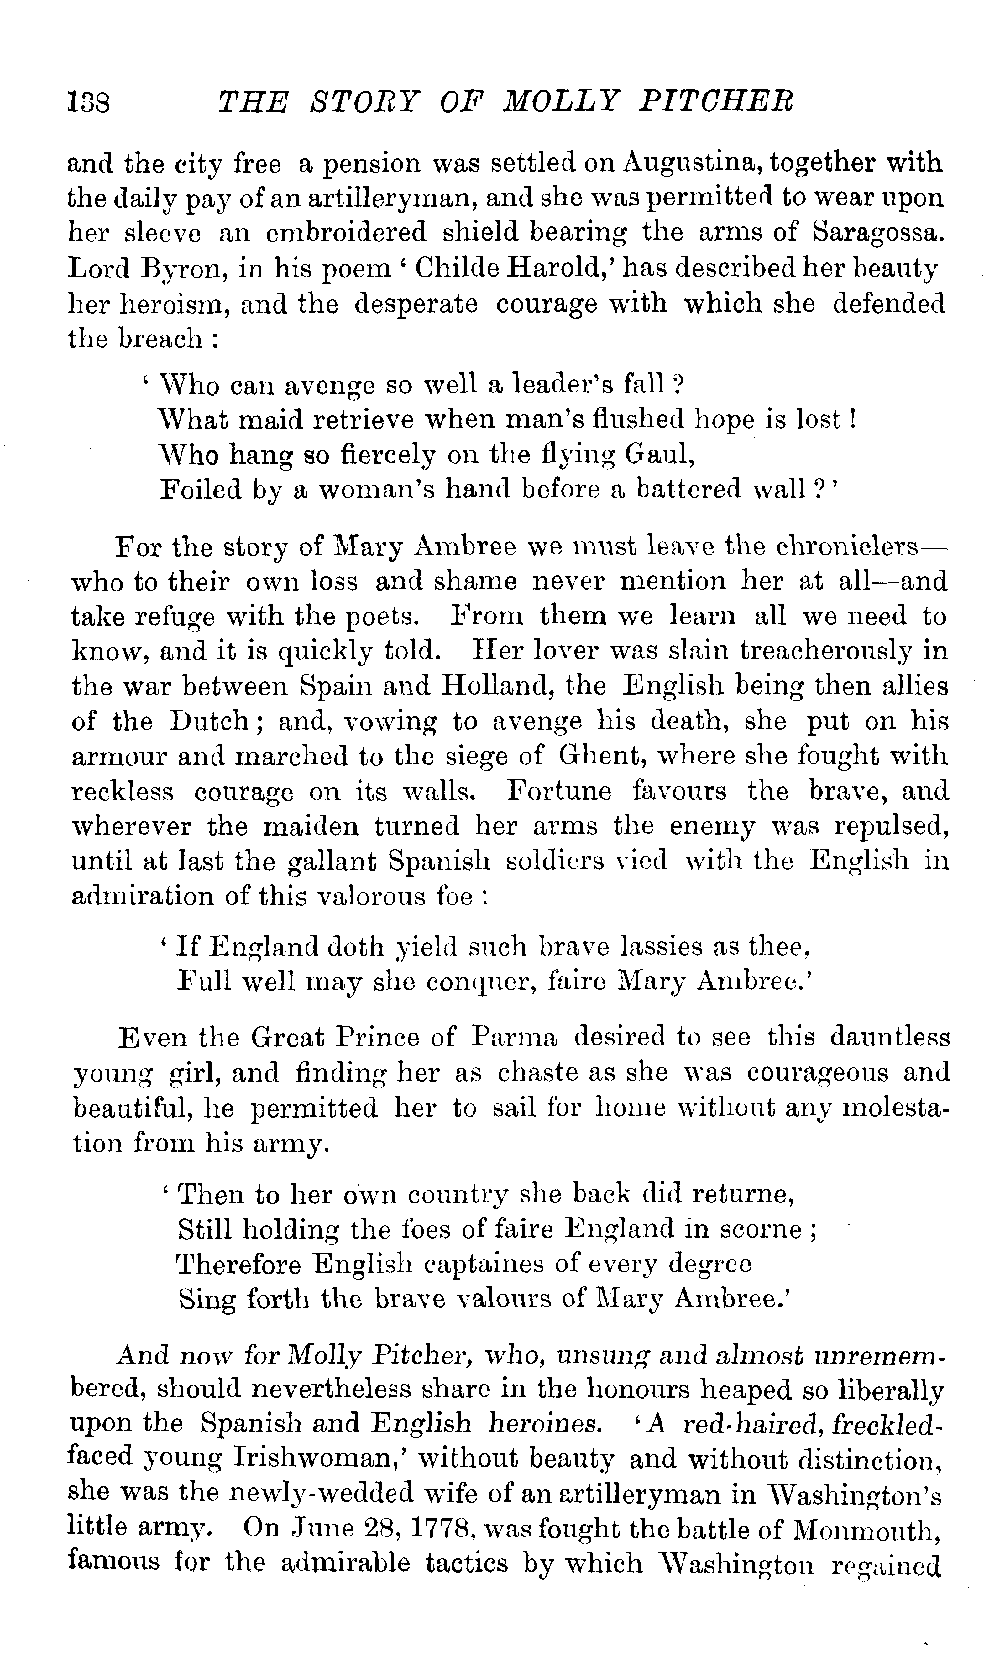 138 THE STORY OF MOLLY PITCHER
and the city free a pension was settled on Augustina, together with
the daily pay of an artilleryman, and she was permitted to wear upon
her sleeve an embroidered shield bearing the arms of Saragossa.
Lord Byron, in his poem ‘ Childe Harold,’ has described her beauty
her heroism, and the desperate courage with which she defended
the breach :
‘ Who can avenge so well a leader’s fall ?
What maid retrieve when man’s flushed hope is lost !
Who hang so fiercely on the flying Gaul,
Foiled by a woman’s hand before a battered wall ? ’
For the story of Mary Ambree we must leave the chroniclers—
who to their own loss and shame never mention her at all—and
take refuge with the poets. From them we learn all we need to
know, and it is quickly told. Her lover was slain treacherously in
the war between Spain and Holland, the English being then allies
of the Dutch ; and, vowing to avenge his death, she put on his
armour and marched to the siege of Ghent, where she fought with
reckless courage on its walls. Fortune favours the brave, and
wherever the maiden turned her arms the enemy was repulsed,
until at last the gallant Spanish soldiers vied with the English in
admiration of this valorous foe :
‘ If England doth yield such brave lassies as thee,
Full well may she conquer, faire Mary Ambree.’
Even the Great Prince of Parma desired to see this dauntless
young girl, and finding her as chaste as she was courageous and
beautiful, he permitted her to sail for home without any molesta-
tion from his army.
‘ Then to her own country she back did returne,
Still holding the foes of faire England in scorne ;
Therefore English captaines of every degree
Sing forth the brave valours of Mary Ambree.’
And now for Molly Pitcher, who, unsung and almost unremem-
bered, should nevertheless share in the honours heaped so liberally
upon the Spanish and English heroines. ‘ A red-haired, freckled-
faced young Irishwoman,’ without beauty and without distinction,
she was the newly-wedded wife of an artilleryman in Washington’s
little army. On June 28, 1778, was fought the battle of Monmouth,
famous for the admirable tactics by which Washington regained